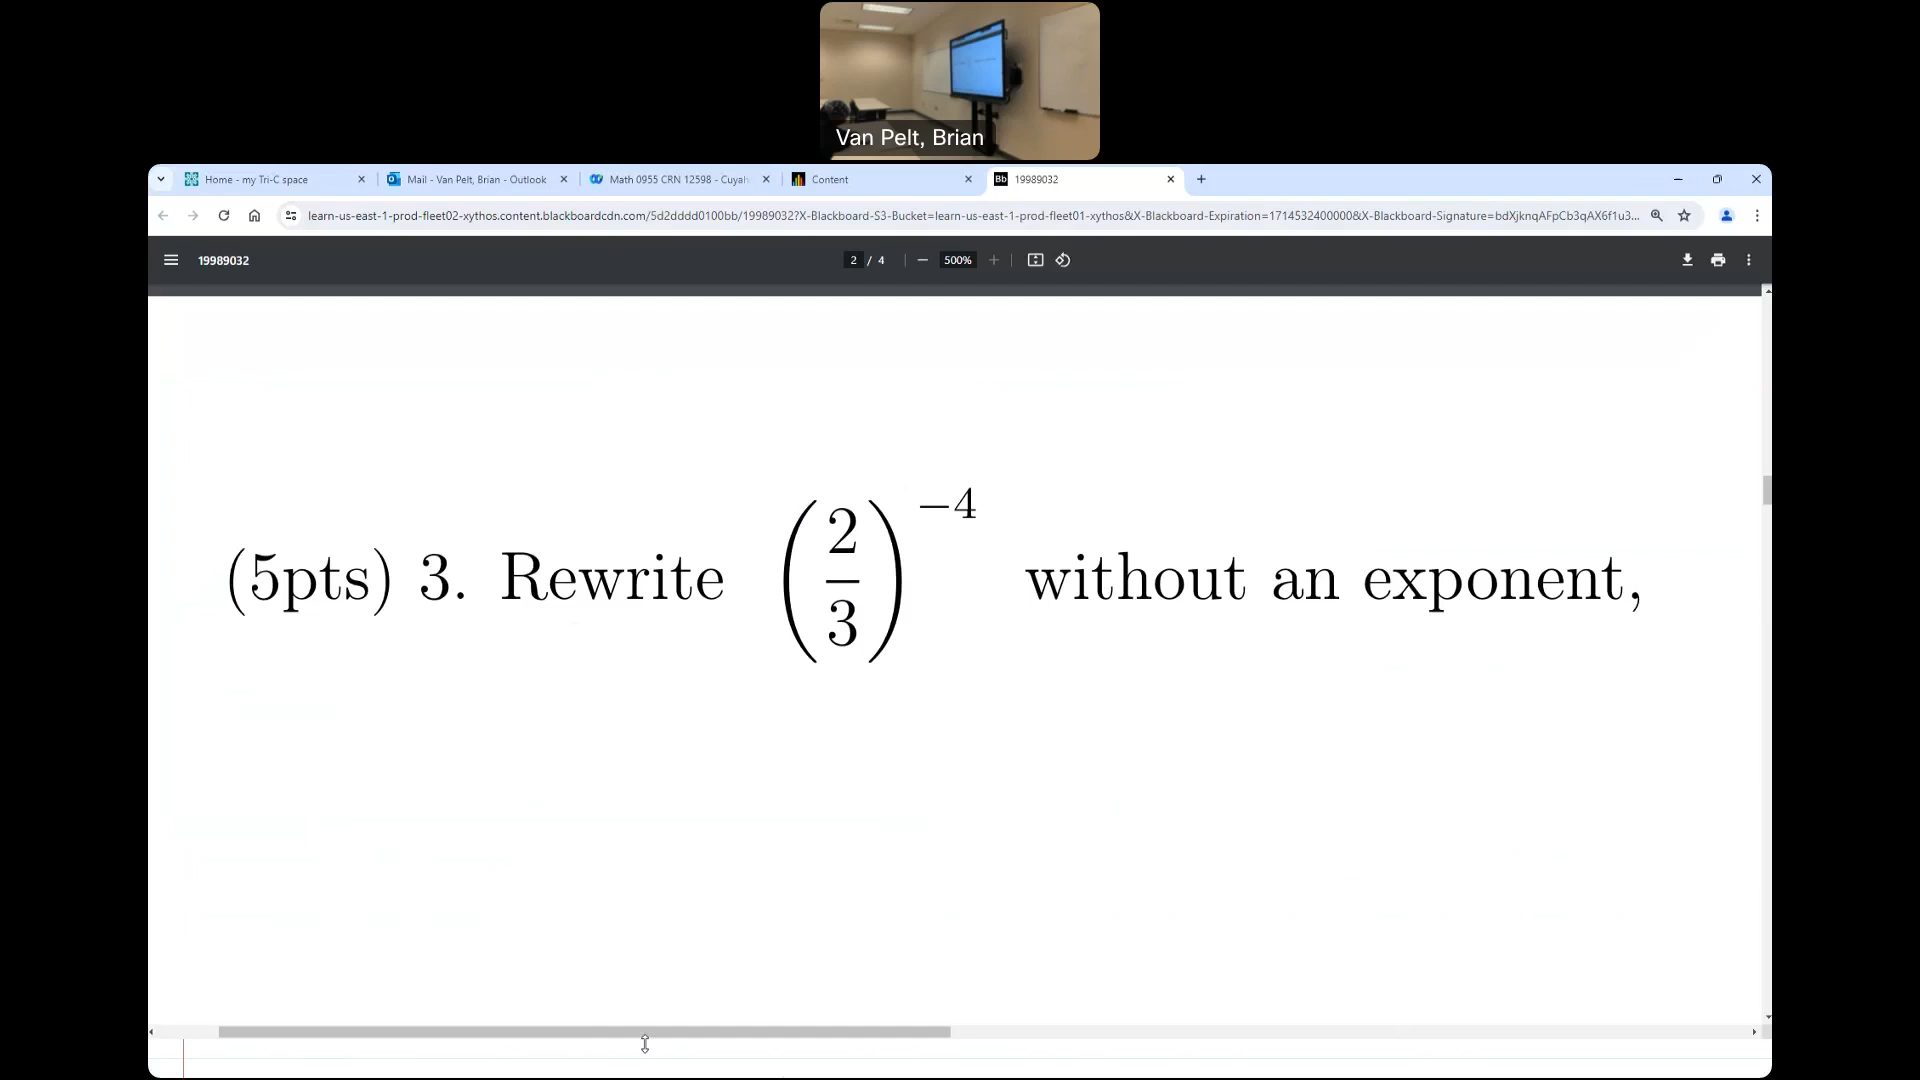 Van Pelt, Brian
Home - my Tri-C space
Mail - Van Pelt, Brian - Outlook
Math 0955 CRN 12598 - Cuyah
Content
Bb 19989032
learn-us-east-1-prod-fleet02-xythos.content.blackboardcdn.com/5d2dddd0100bb/19989032?X-Blackboard-S3-Bucket=learn-us-east-1-prod-fleet01-xythos&X-Blackboard-Expiration=1714532400000&X-Blackboard-Signature=bdXjknqAFpCb3qAX6f1u3...
19989032
2 / 4
500%
(5pts) 3. Rewrite (2/3)^−4 without an exponent,